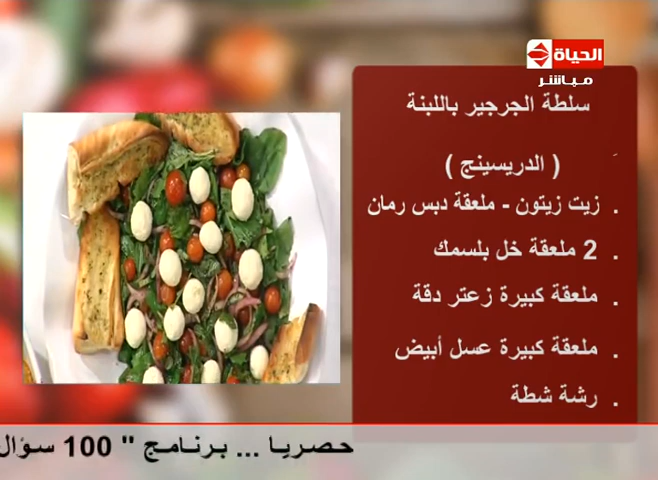 الحياة
مباشر
سلطة الجرجير باللبنة
( الدريسينج )
. زيت زيتون - ملعقة دبس رمان
. 2 ملعقة خل بلسمك
. ملعقة كبيرة زعتر دقة
. ملعقة كبيرة عسل أبيض
. رشة شطة
حصريا ... برنامج " 100 سؤال